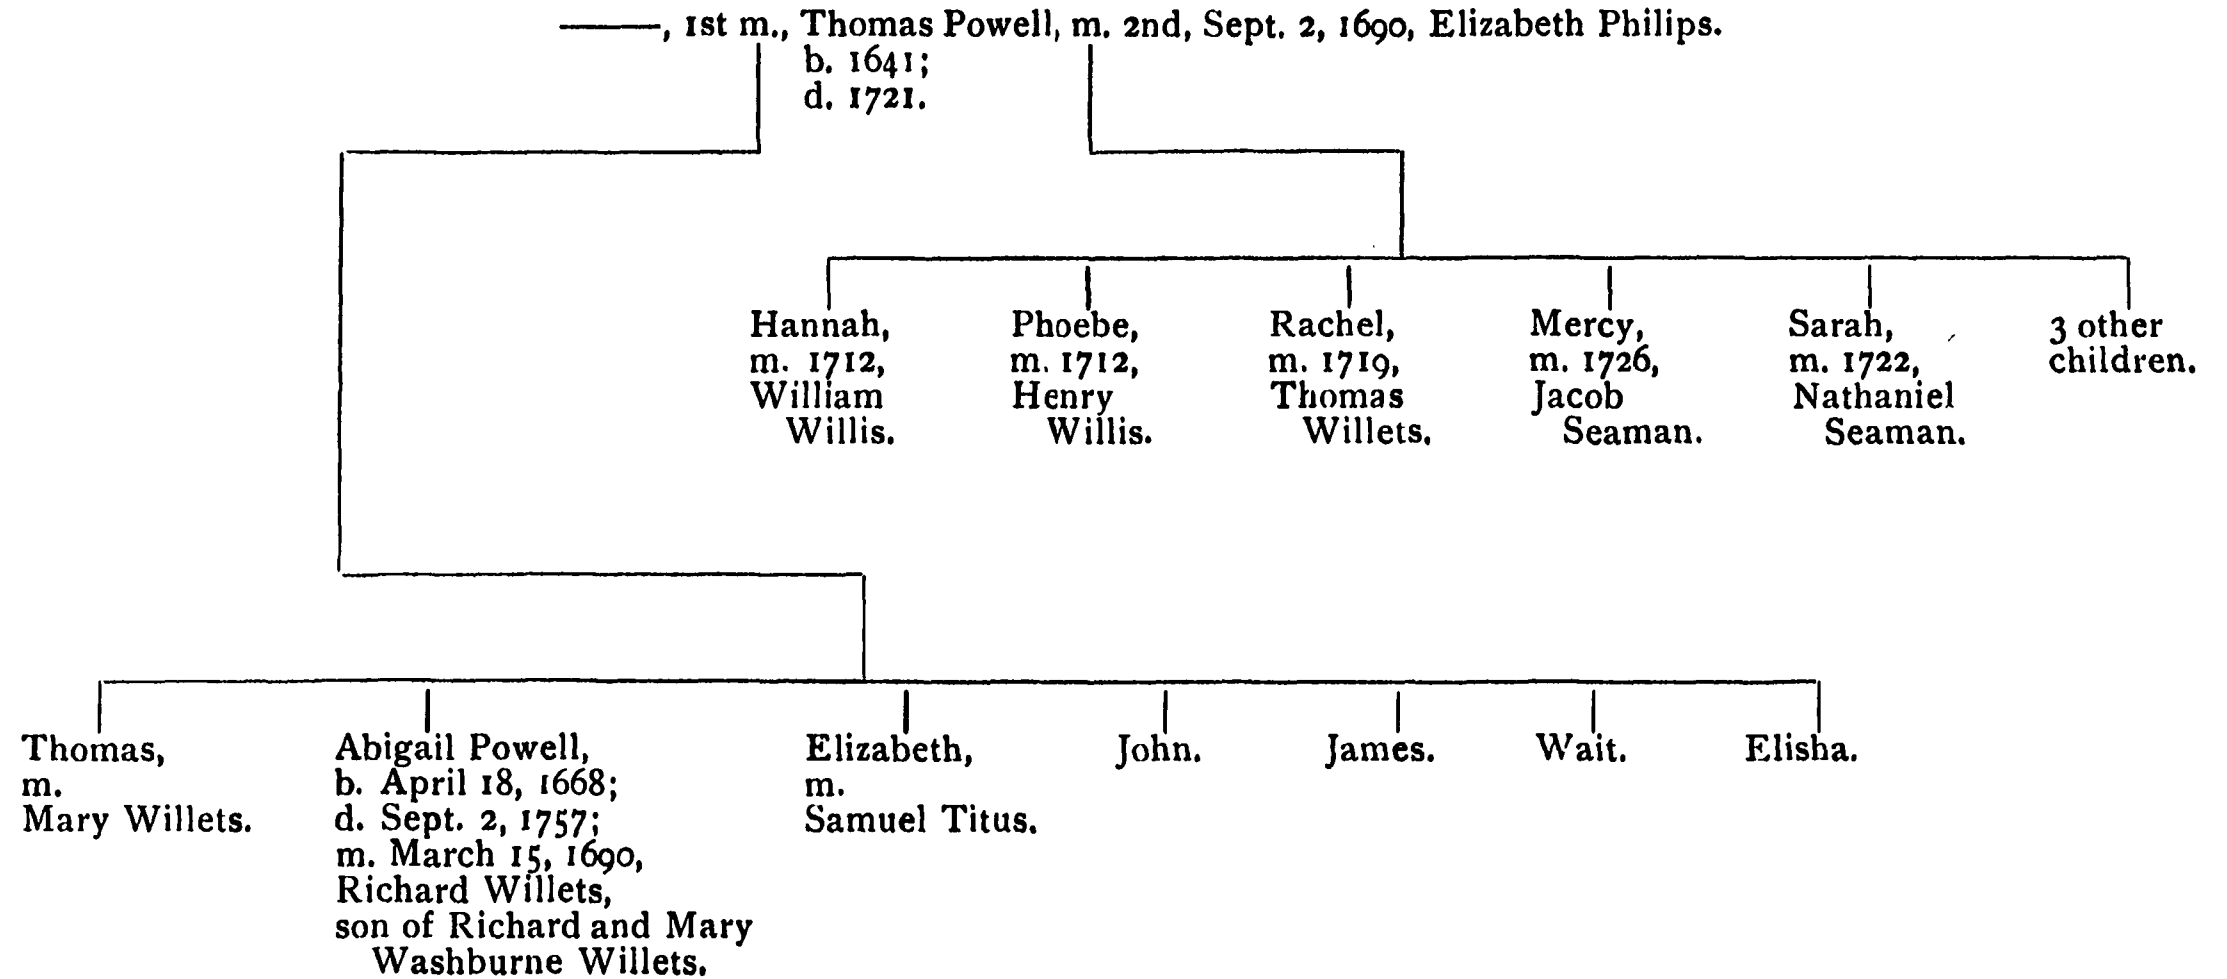 ———, 1st m., Thomas Powell, m. 2nd, Sept. 2, 1690, Elizabeth Philips.
b. 1641;
d. 1721.
Hannah,
m. 1712,
William
Willis.
Phoebe,
m. 1712,
Henry
Willis.
Rachel,
m. 1719,
Thomas
Willets.
Mercy,
m. 1726,
Jacob
Seaman.
Sarah,
m. 1722,
Nathaniel
Seaman.
3 other
children.
Thomas,
m.
Mary Willets.
Abigail Powell,
b. April 18, 1668;
d. Sept. 2, 1757;
m. March 15, 1690,
Richard Willets,
son of Richard and Mary
Washburne Willets.
Elizabeth,
m.
Samuel Titus.
John.
James.
Wait.
Elisha.